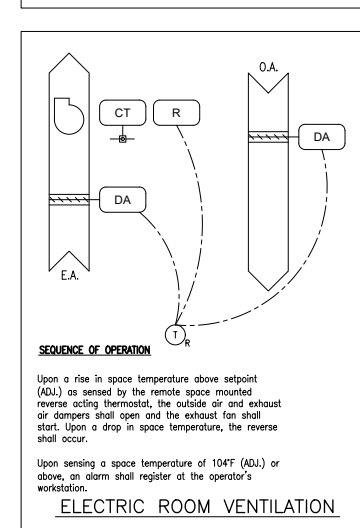 O.A.
CT
R
DA
DA
E.A.
T
R
SEQUENCE OF OPERATION
Upon a rise in space temperature above setpoint
(ADJ.) as sensed by the remote space mounted
reverse acting thermostat, the outside air and exhaust
air dampers shall open and the exhaust fan shall
start. Upon a drop in space temperature, the reverse
shall occur.
Upon sensing a space temperature of 104°F (ADJ.) or
above, an alarm shall register at the operator's
workstation.
ELECTRIC ROOM VENTILATION